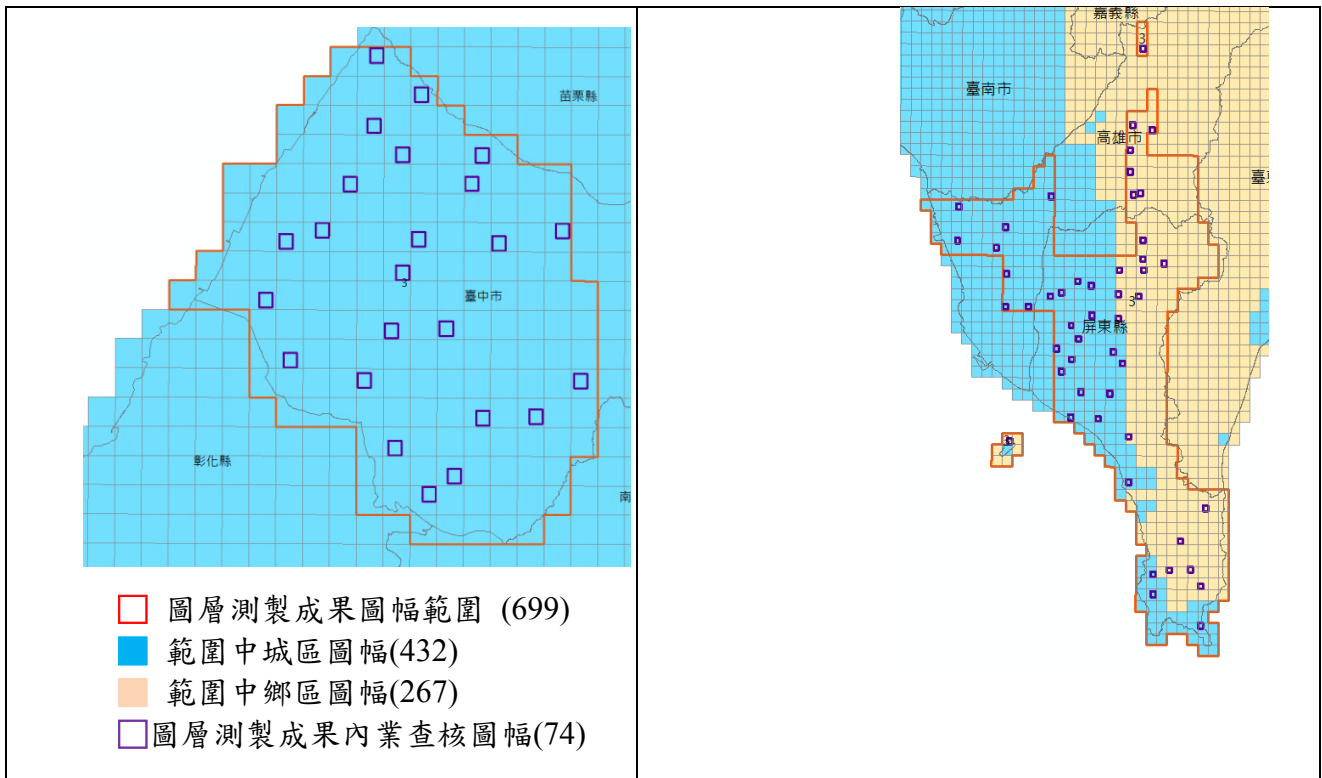 苗栗縣
3
臺中市
彰化縣
南
圖層測製成果圖幅範圍 (699)
範圍中城區圖幅(432)
範圍中鄉區圖幅(267)
圖層測製成果內業查核圖幅(74)
嘉義縣
3
臺南市
高雄市
臺
3
屏東縣